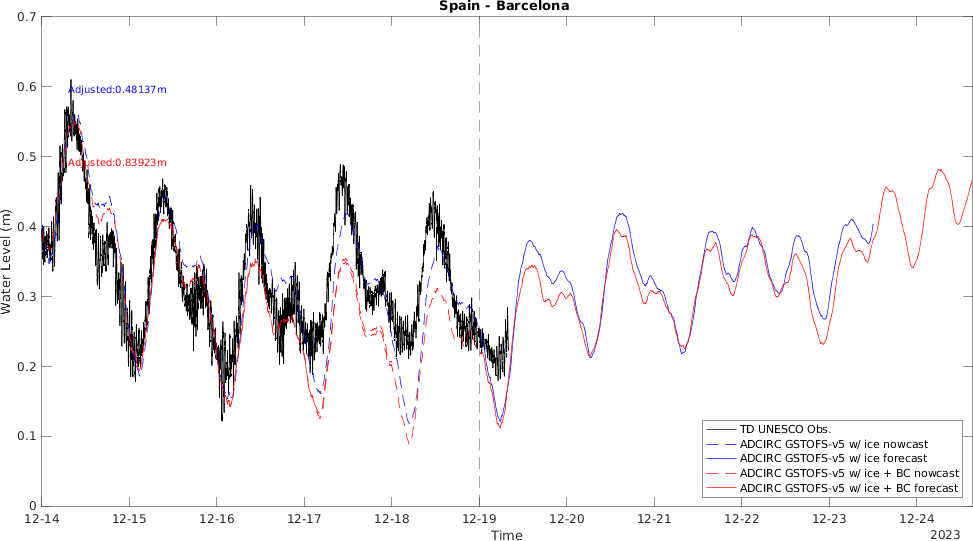 Spain - Barcelona
0.7
0.6
0.5
0.4
0.3
0.2
0.1
0
Water Level (m)
Adjusted:0.48137m
Adjusted:0.83923m
TD UNESCO Obs.
ADCIRC GSTOFS-v5 w/ ice nowcast
ADCIRC GSTOFS-v5 w/ ice forecast
ADCIRC GSTOFS-v5 w/ ice + BC nowcast
ADCIRC GSTOFS-v5 w/ ice + BC forecast
12-14 12-15 12-16 12-17 12-18 12-19 12-20 12-21 12-22 12-23 12-24
Time
2023